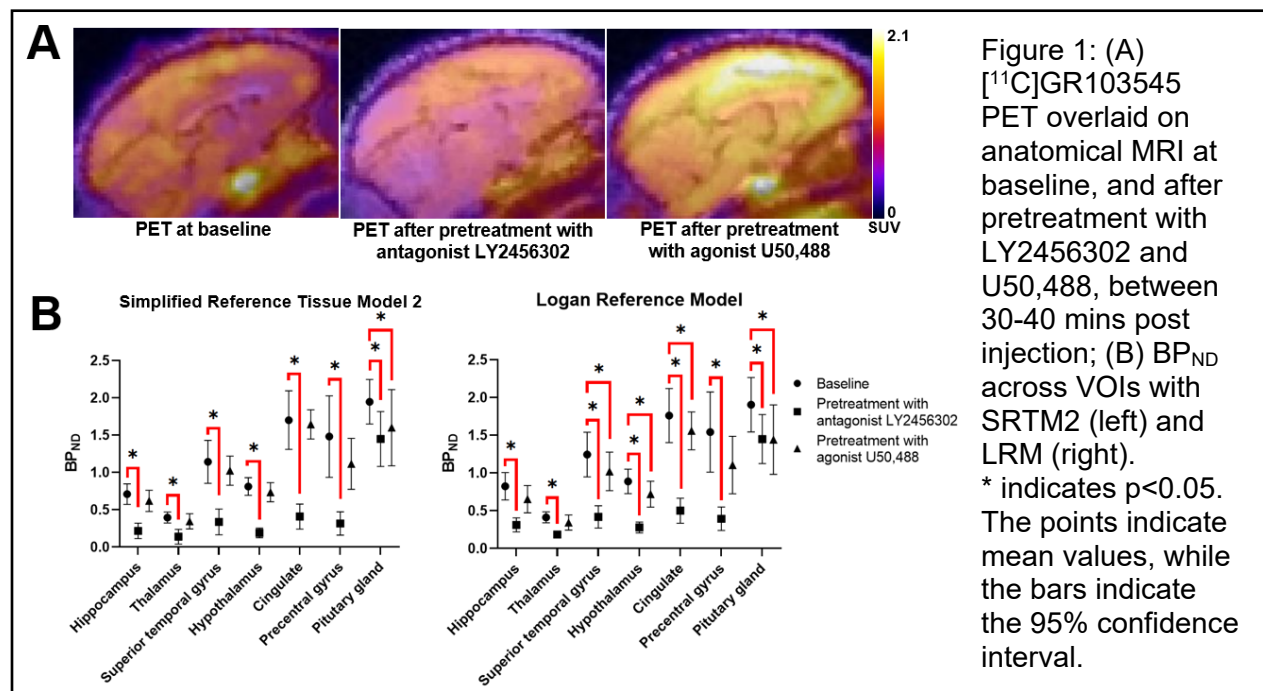 A
2.1
0
SUV
PET at baseline
PET after pretreatment with
antagonist LY2456302
PET after pretreatment
with agonist U50,488
B
Simplified Reference Tissue Model 2
BPND
2.5
2.0
1.5
1.0
0.5
0.0
*
*
*
*
*
*
*
*
Hippocampus
Thalamus
Superior temporal gyrus
Hypothalamus
Cingulate
Precentral gyrus
Pitutary gland
Logan Reference Model
BPND
2.5
2.0
1.5
1.0
0.5
0.0
*
*
*
*
*
*
*
*
*
*
*
Hippocampus
Thalamus
Superior temporal gyrus
Hypothalamus
Cingulate
Precentral gyrus
Pitutary gland
Baseline
Pretreatment with
antagonist LY2456302
Pretreatment with
agonist U50,488
Figure 1: (A)
[¹¹C]GR103545
PET overlaid on
anatomical MRI at
baseline, and after
pretreatment with
LY2456302 and
U50,488, between
30-40 mins post
injection; (B) BPND
across VOIs with
SRTM2 (left) and
LRM (right).
* indicates p<0.05.
The points indicate
mean values, while
the bars indicate
the 95% confidence
interval.